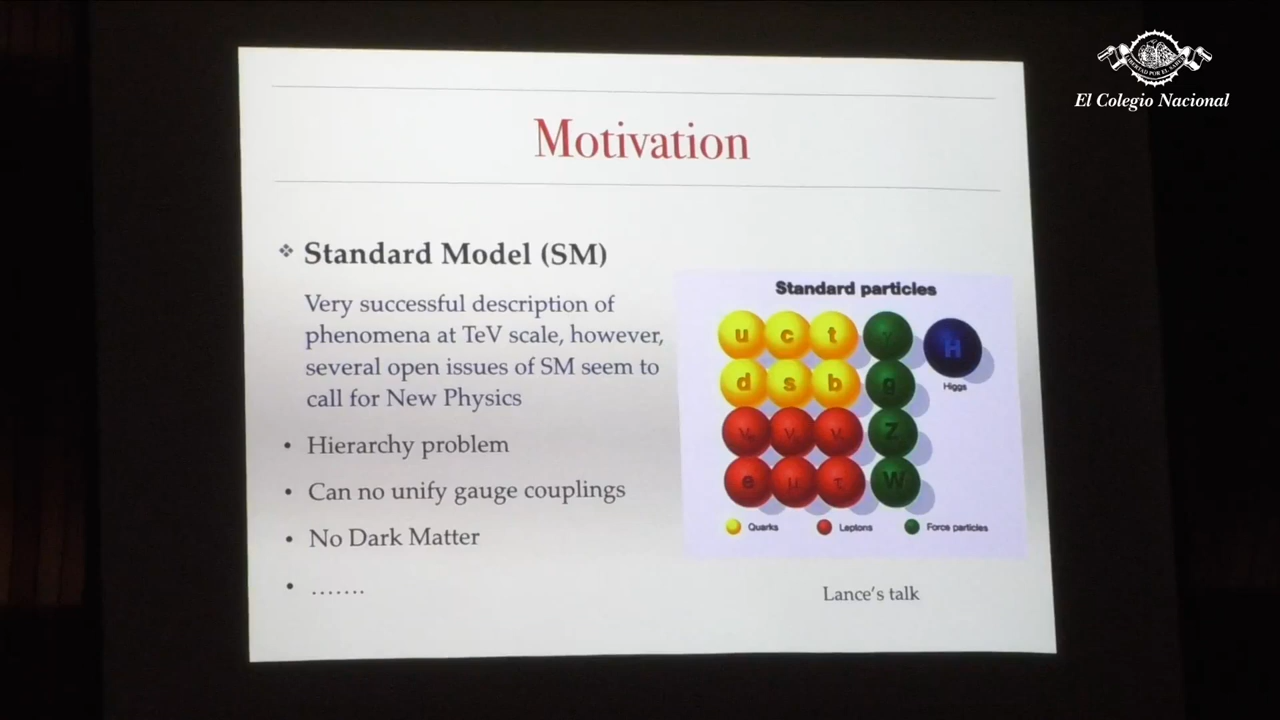 El Colegio Nacional
Motivation
❖ Standard Model (SM)
Very successful description of
phenomena at TeV scale, however,
several open issues of SM seem to
call for New Physics
• Hierarchy problem
• Can no unify gauge couplings
• No Dark Matter
• .......
Standard particles
u c t γ H
d s b g Higgs
ν ν ν Z
e μ τ W
Quarks Leptons Force particles
Lance's talk